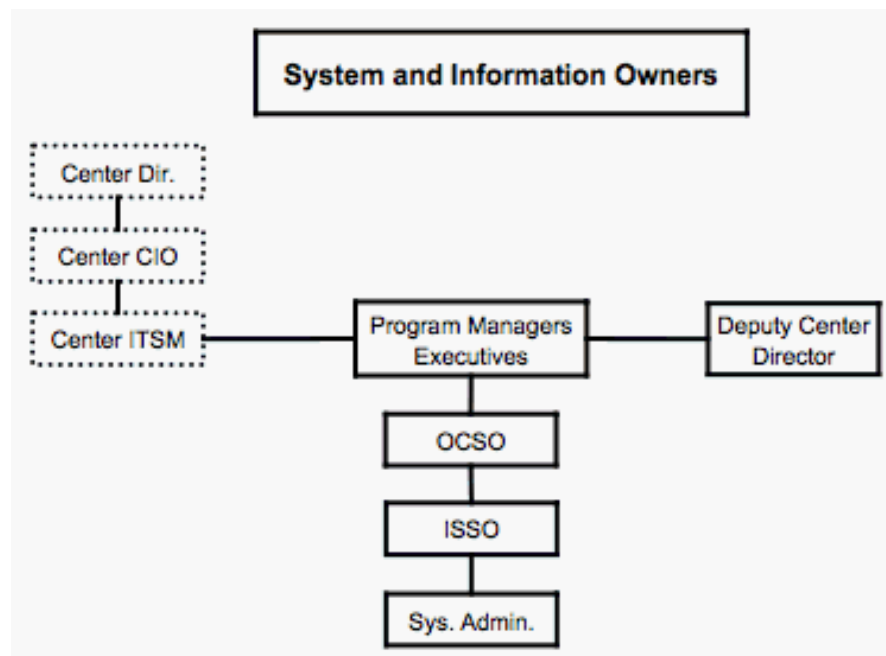 System and Information Owners
Center Dir.
Center CIO
Center ITSM
Program Managers
Executives
Deputy Center
Director
OCSO
ISSO
Sys. Admin.